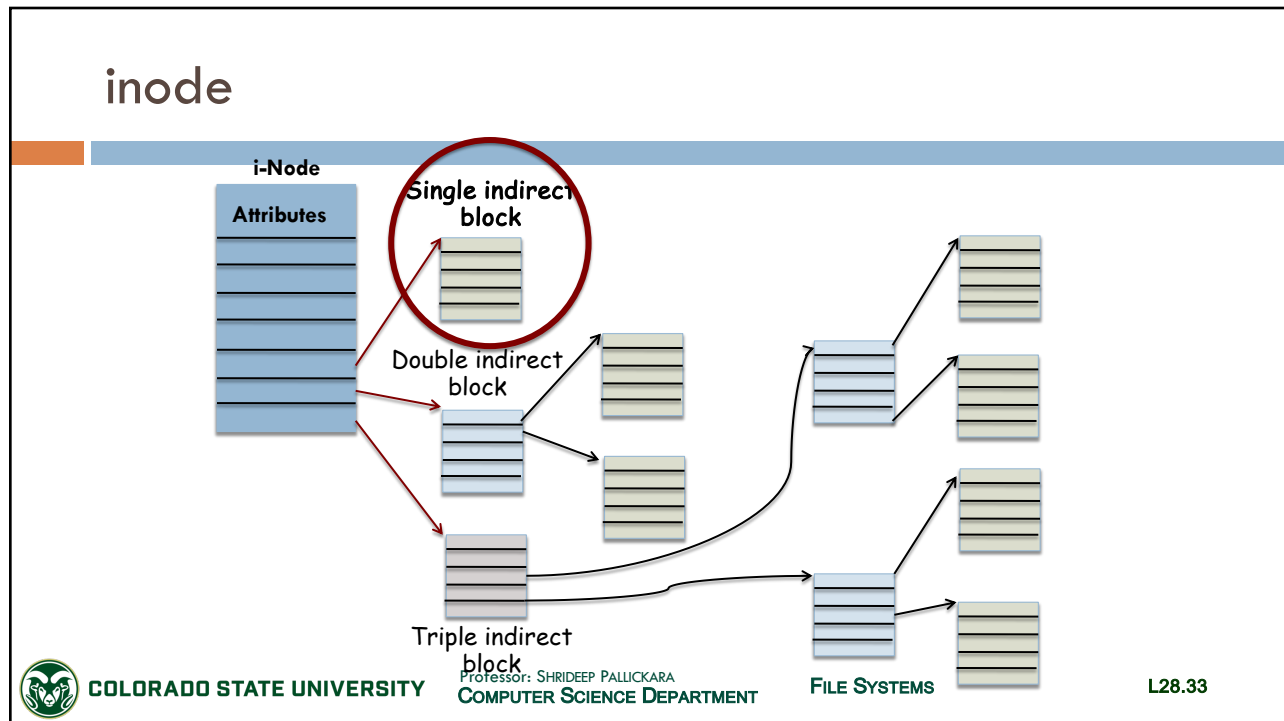 inode
i-Node
Attributes
Single indirect
block
Double indirect
block
Triple indirect
block
COLORADO STATE UNIVERSITY
Professor: SHRIDEEP PALLICKARA
COMPUTER SCIENCE DEPARTMENT
FILE SYSTEMS
L28.33